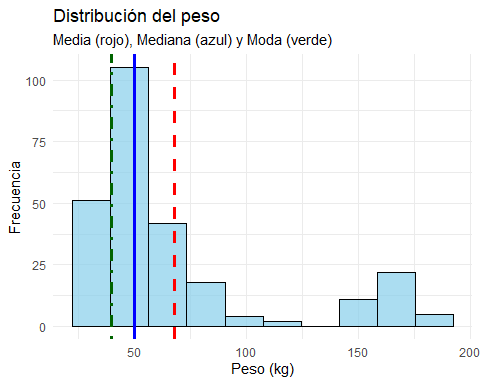 Distribución del peso
Media (rojo), Mediana (azul) y Moda (verde)
Frecuencia
100
75
50
25
0
50
100
150
200
Peso (kg)